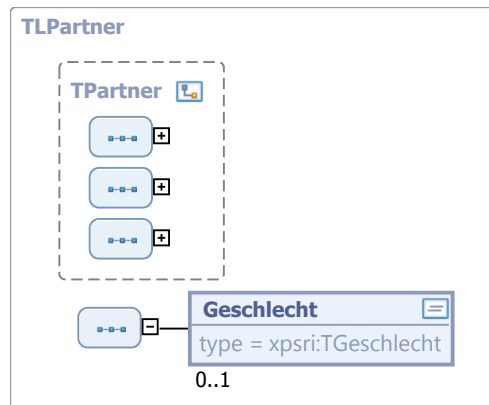 TLPartner
TPartner
Geschlecht
type = xpsri:TGeschlecht
0..1